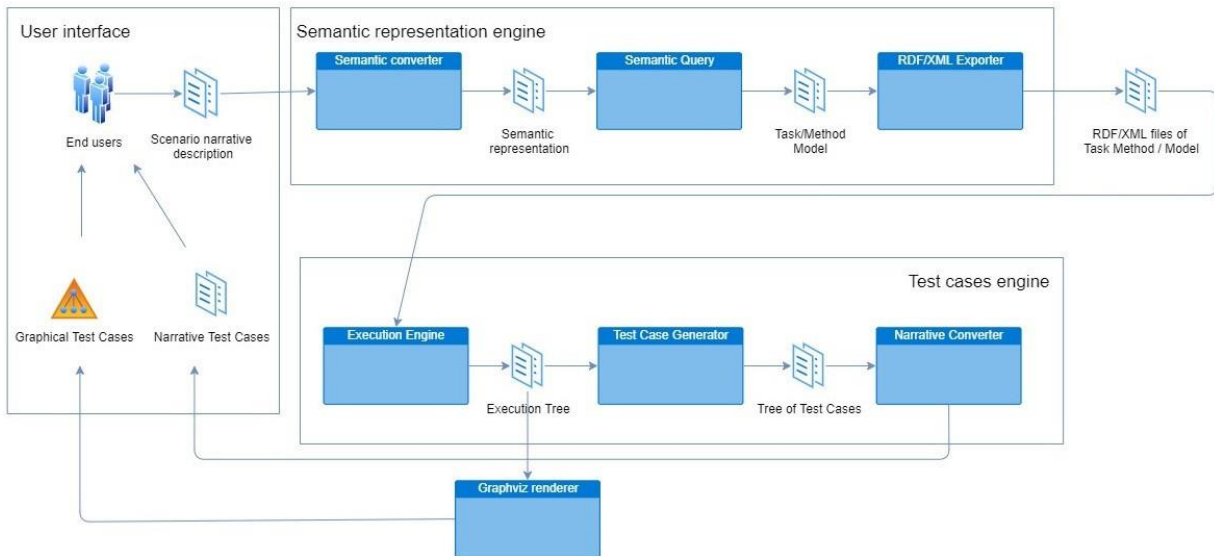 User interface
End users
Scenario narrative
description
Graphical Test Cases
Narrative Test Cases
Semantic representation engine
Semantic converter
Semantic
representation
Semantic Query
Task/Method
Model
RDF/XML Exporter
RDF/XML files of
Task Method / Model
Test cases engine
Execution Engine
Execution Tree
Test Case Generator
Tree of Test Cases
Narrative Converter
Graphviz renderer